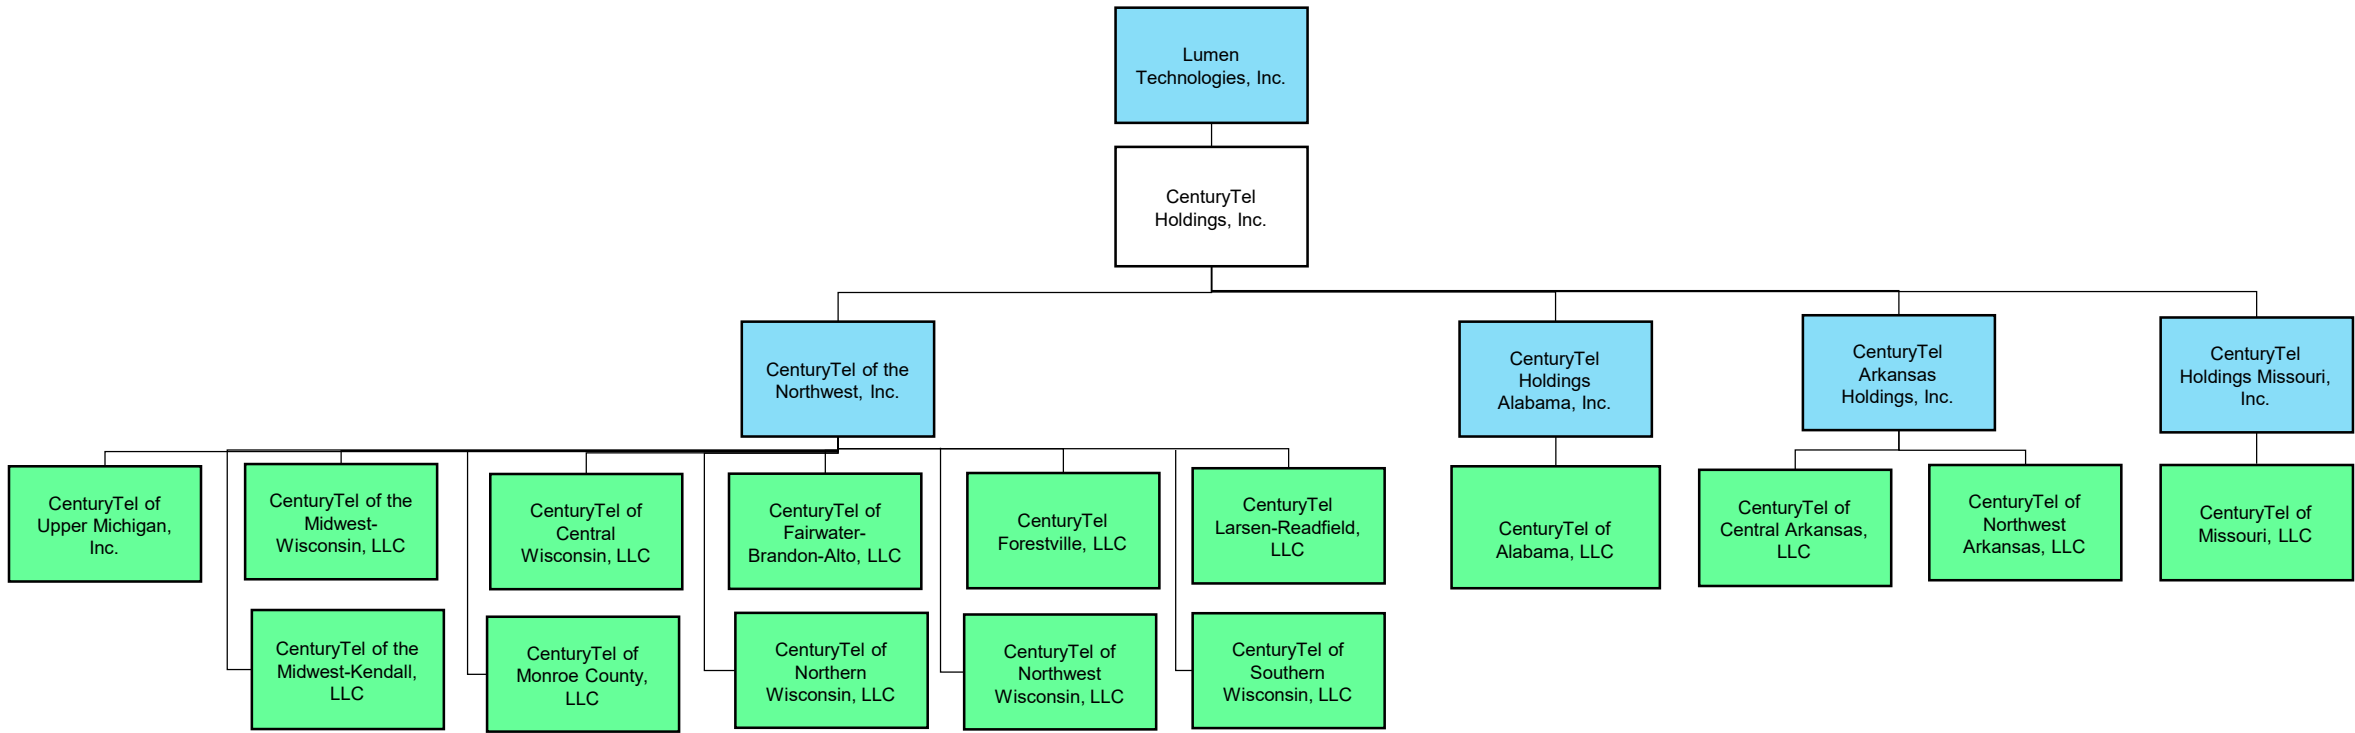 Lumen
Technologies, Inc.
CenturyTel
Holdings, Inc.
CenturyTel of the
Northwest, Inc.
CenturyTel
Holdings
Alabama, Inc.
CenturyTel
Arkansas
Holdings, Inc.
CenturyTel
Holdings Missouri,
Inc.
CenturyTel of
Upper Michigan,
Inc.
CenturyTel of the
Midwest-
Wisconsin, LLC
CenturyTel of
Central
Wisconsin, LLC
CenturyTel of
Fairwater-
Brandon-Alto, LLC
CenturyTel
Forestville, LLC
CenturyTel
Larsen-Readfield,
LLC
CenturyTel of
Alabama, LLC
CenturyTel of
Central Arkansas,
LLC
CenturyTel of
Northwest
Arkansas, LLC
CenturyTel of
Missouri, LLC
CenturyTel of the
Midwest-Kendall,
LLC
CenturyTel of
Monroe County,
LLC
CenturyTel of
Northern
Wisconsin, LLC
CenturyTel of
Northwest
Wisconsin, LLC
CenturyTel of
Southern
Wisconsin, LLC